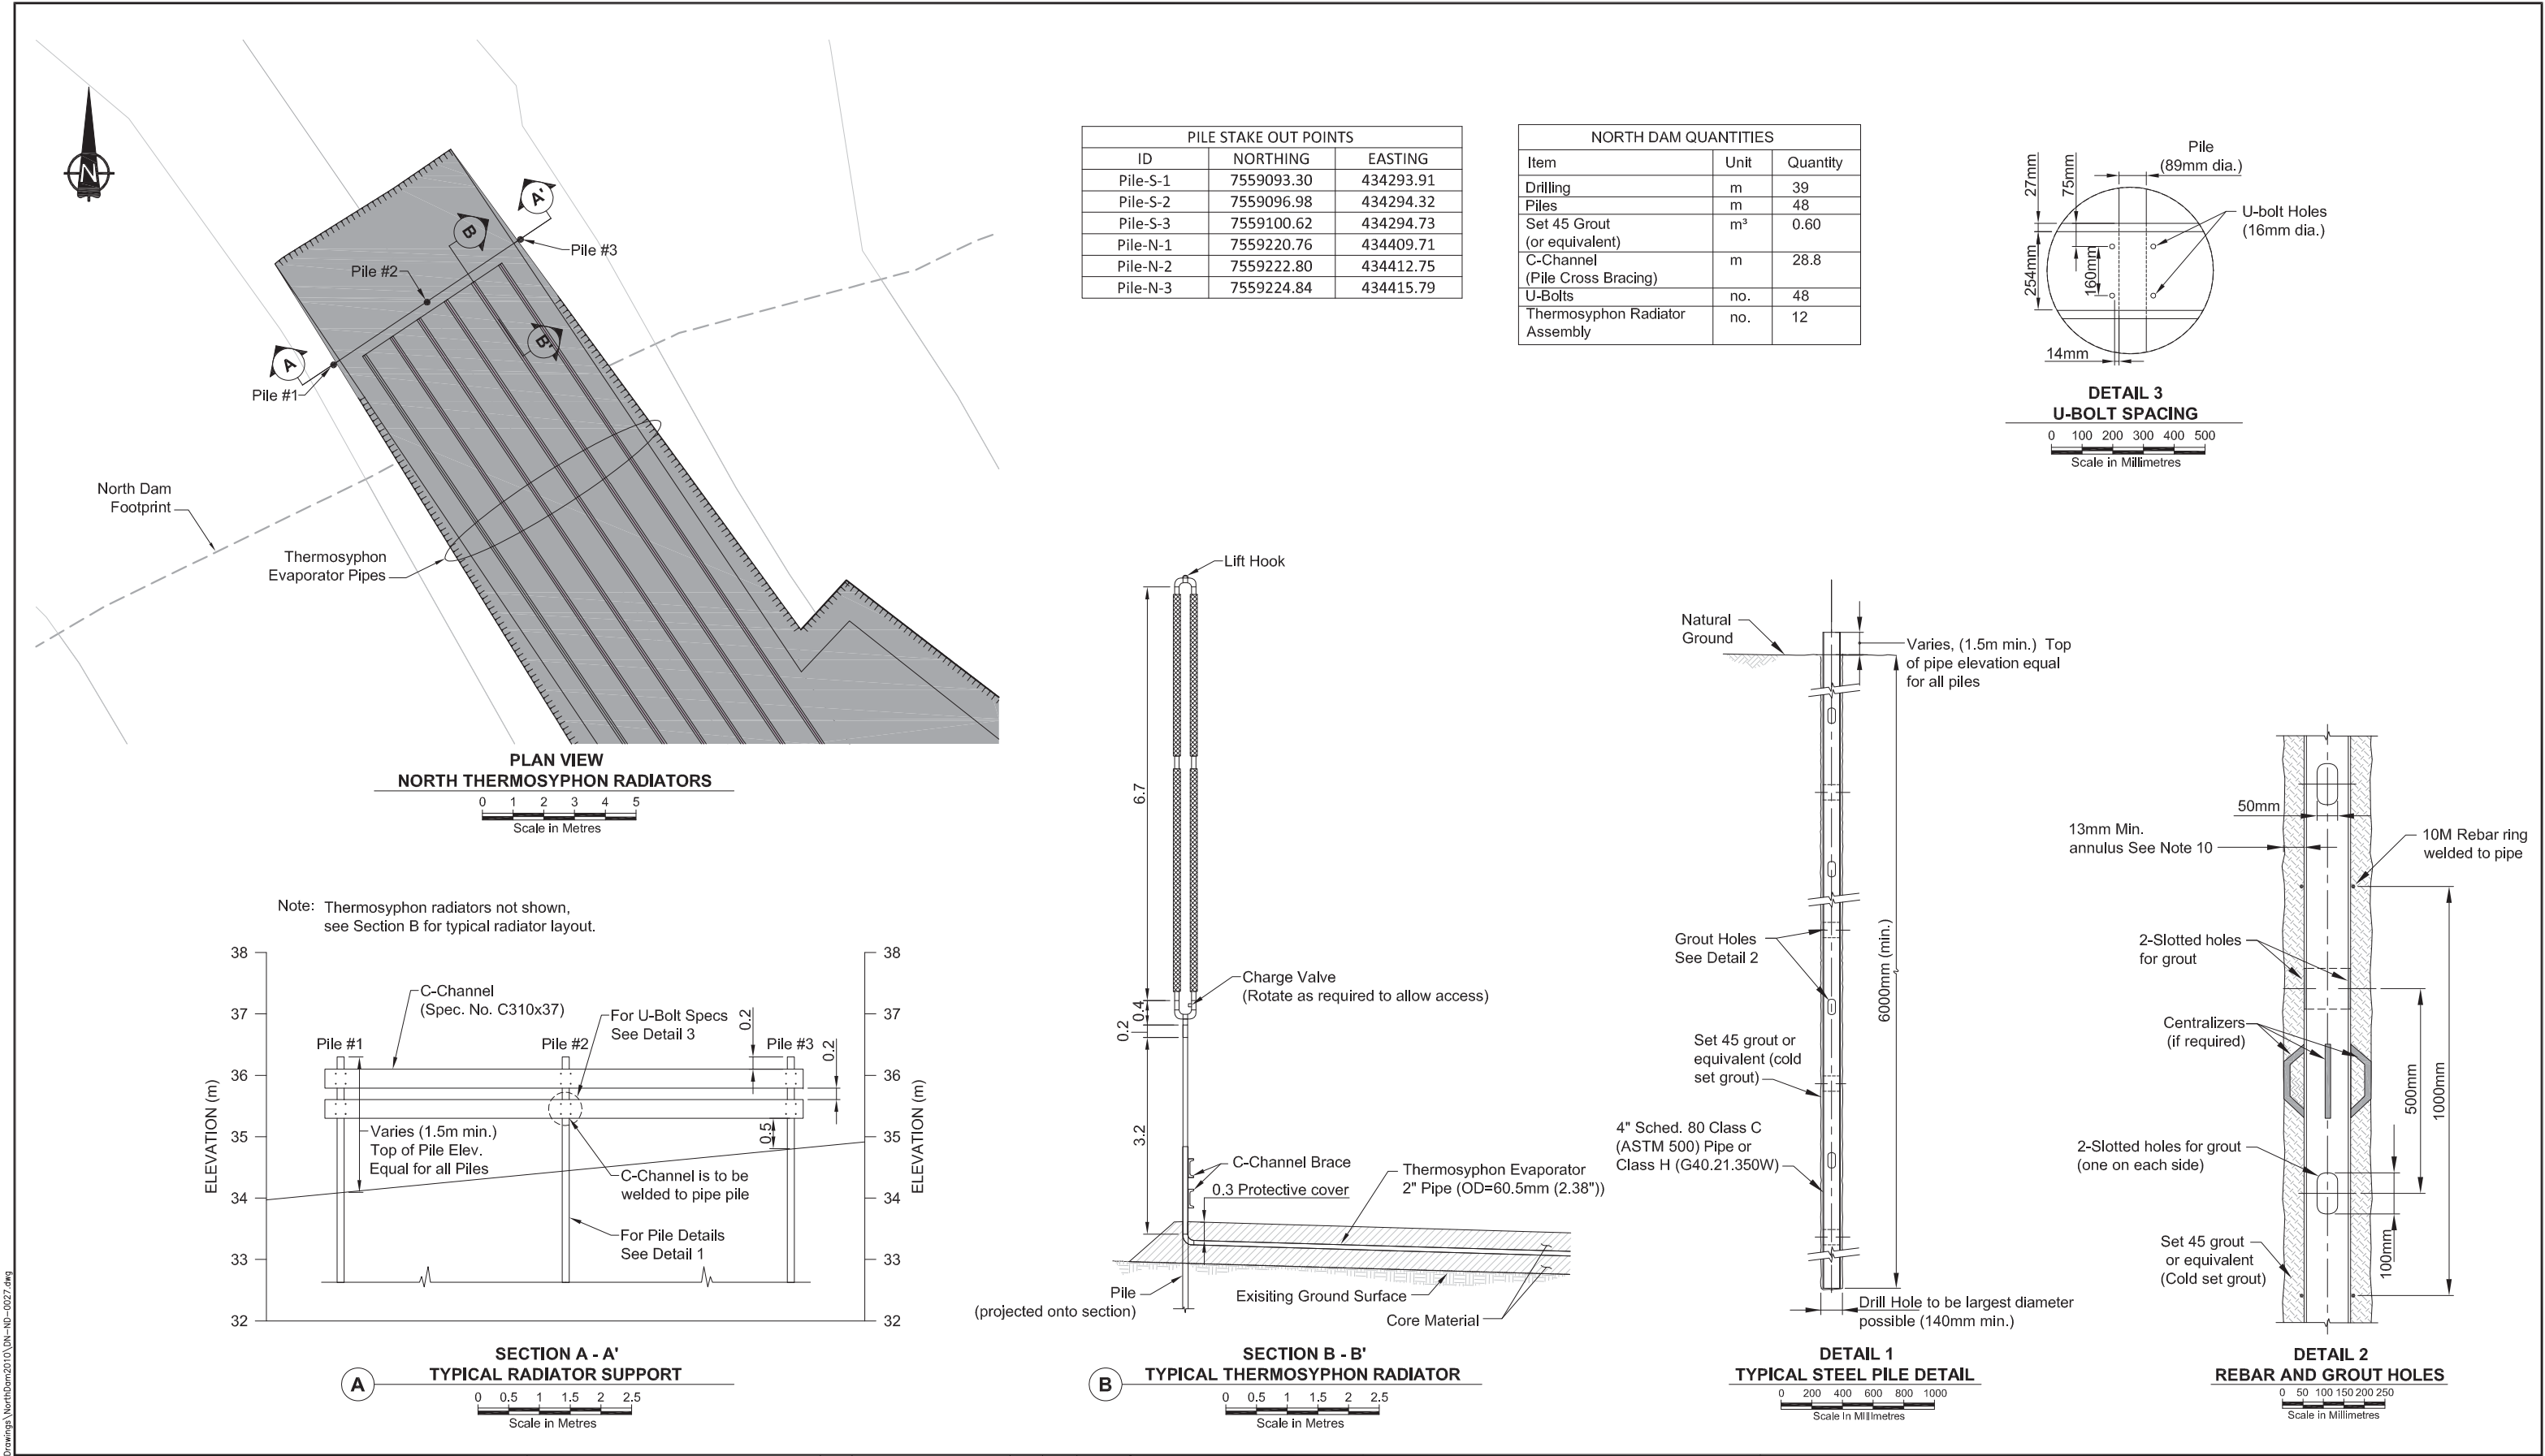 N
A
A'
B
B'
Pile #1
Pile #2
Pile #3
North Dam
Footprint
Thermosyphon
Evaporator Pipes
PLAN VIEW
NORTH THERMOSYPHON RADIATORS
0 1 2 3 4 5
Scale in Metres
PILE STAKE OUT POINTS
ID NORTHING EASTING
Pile-S-1 7559093.30 434293.91
Pile-S-2 7559096.98 434294.32
Pile-S-3 7559100.62 434294.73
Pile-N-1 7559220.76 434409.71
Pile-N-2 7559222.80 434412.75
Pile-N-3 7559224.84 434415.79
NORTH DAM QUANTITIES
Item Unit Quantity
Drilling m 39
Piles m 48
Set 45 Grout m³ 0.60
(or equivalent)
C-Channel m 28.8
(Pile Cross Bracing)
U-Bolts no. 48
Thermosyphon Radiator no. 12
Assembly
Pile
(89mm dia.)
27mm
75mm
U-bolt Holes
(16mm dia.)
254mm
160mm
14mm
DETAIL 3
U-BOLT SPACING
0 100 200 300 400 500
Scale in Millimetres
Note: Thermosyphon radiators not shown,
see Section B for typical radiator layout.
38
37
36
35
34
33
32
ELEVATION (m)
C-Channel
(Spec. No. C310x37)
For U-Bolt Specs
See Detail 3
Pile #1
Pile #2
Pile #3
0.2
0.2
0.5
Varies (1.5m min.)
Top of Pile Elev.
Equal for all Piles
C-Channel is to be
welded to pipe pile
For Pile Details
See Detail 1
38
37
36
35
34
33
32
ELEVATION (m)
A
SECTION A - A'
TYPICAL RADIATOR SUPPORT
0 0.5 1 1.5 2 2.5
Scale in Metres
Lift Hook
6.7
Charge Valve
(Rotate as required to allow access)
0.4
0.2
3.2
C-Channel Brace
0.3 Protective cover
Thermosyphon Evaporator
2" Pipe (OD=60.5mm (2.38"))
Pile
(projected onto section)
Exisiting Ground Surface
Core Material
B
SECTION B - B'
TYPICAL THERMOSYPHON RADIATOR
0 0.5 1 1.5 2 2.5
Scale in Metres
Natural
Ground
Varies, (1.5m min.) Top
of pipe elevation equal
for all piles
Grout Holes
See Detail 2
6000mm (min.)
Set 45 grout or
equivalent (cold
set grout)
4" Sched. 80 Class C
(ASTM 500) Pipe or
Class H (G40.21.350W)
Drill Hole to be largest diameter
possible (140mm min.)
DETAIL 1
TYPICAL STEEL PILE DETAIL
0 200 400 600 800 1000
Scale In Millimetres
50mm
13mm Min.
annulus See Note 10
10M Rebar ring
welded to pipe
2-Slotted holes
for grout
Centralizers
(if required)
500mm
1000mm
2-Slotted holes for grout
(one on each side)
100mm
Set 45 grout
or equivalent
(Cold set grout)
DETAIL 2
REBAR AND GROUT HOLES
0 50 100 150 200 250
Scale in Millimetres
Drawings\NorthDam2010\DN-ND-0027.dwg